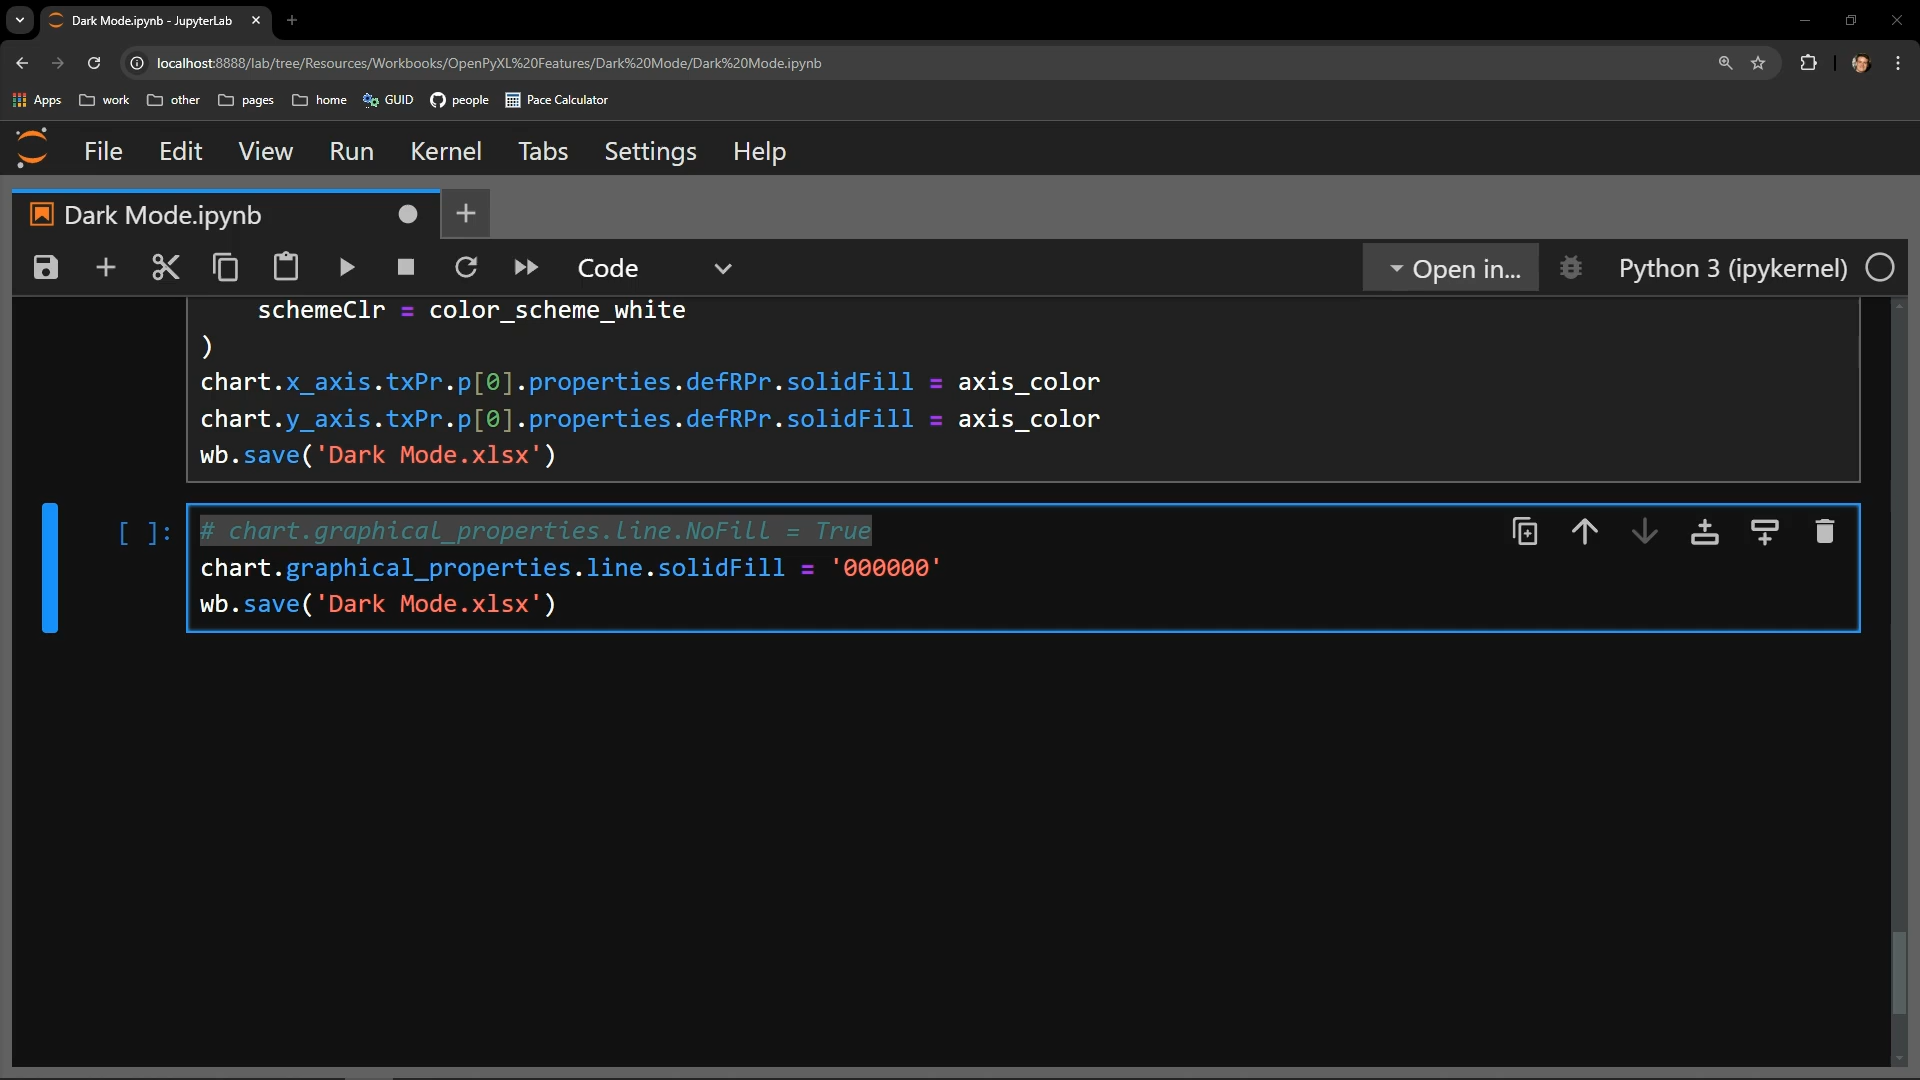 Dark Mode.ipynb - JupyterLab
localhost:8888/lab/tree/Resources/Workbooks/OpenPyXL%20Features/Dark%20Mode/Dark%20Mode.ipynb
Apps work other pages home GUID people Pace Calculator
File Edit View Run Kernel Tabs Settings Help
Dark Mode.ipynb
Code Open in... Python 3 (ipykernel)
schemeClr = color_scheme_white
)
chart.x_axis.txPr.p[0].properties.defRPr.solidFill = axis_color
chart.y_axis.txPr.p[0].properties.defRPr.solidFill = axis_color
wb.save('Dark Mode.xlsx')
[ ]: # chart.graphical_properties.line.NoFill = True
chart.graphical_properties.line.solidFill = '000000'
wb.save('Dark Mode.xlsx')